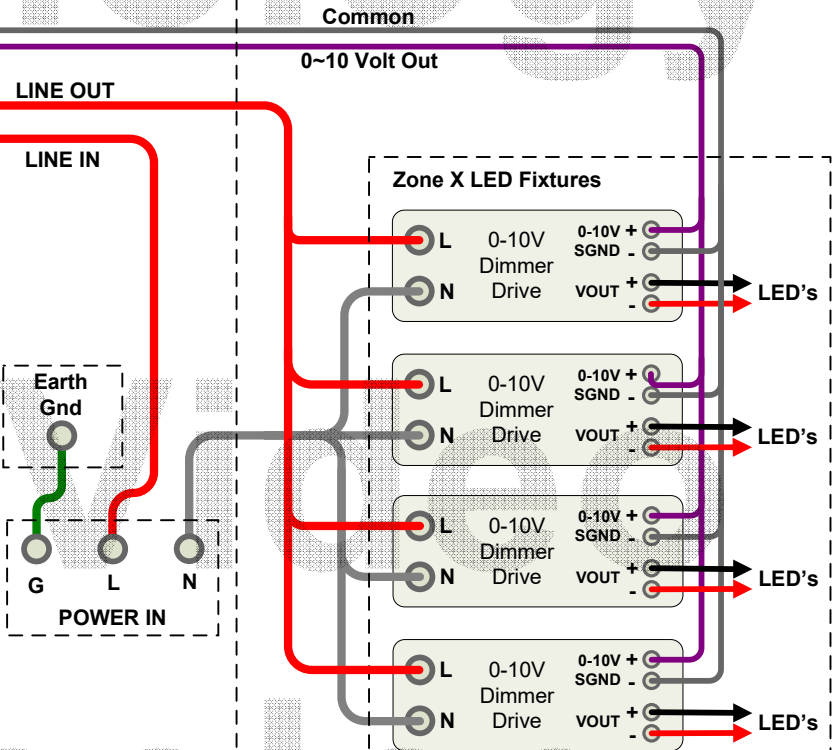 Common
0~10 Volt Out
LINE OUT
LINE IN
Zone X LED Fixtures
L
N
0-10V
Dimmer
Drive
0-10V +
SGND -
VOUT +
-
LED's
L
N
0-10V
Dimmer
Drive
0-10V +
SGND -
VOUT +
-
LED's
L
N
0-10V
Dimmer
Drive
0-10V +
SGND -
VOUT +
-
LED's
L
N
0-10V
Dimmer
Drive
0-10V +
SGND -
VOUT +
-
LED's
Earth
Gnd
G
L
N
POWER IN
Video